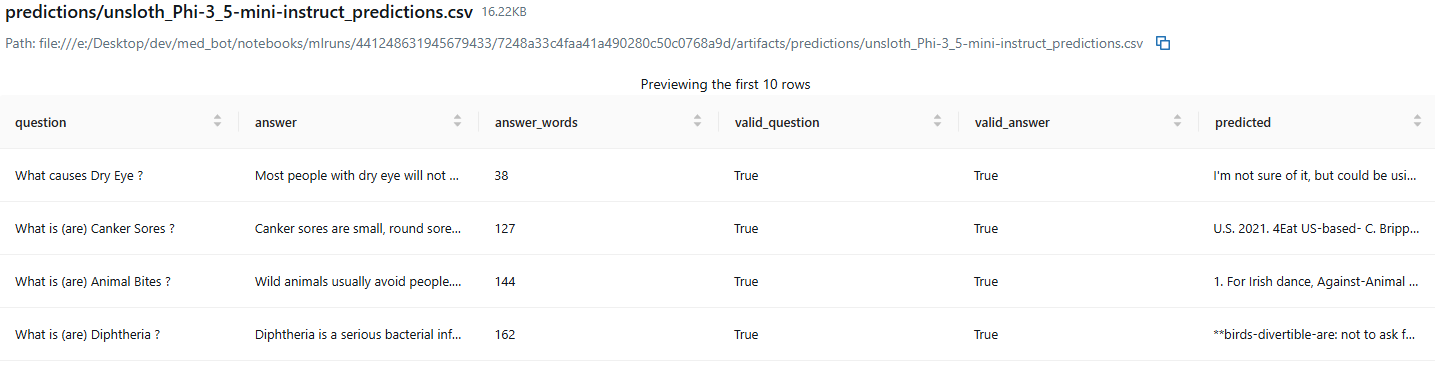 predictions/unsloth_Phi-3_5-mini-instruct_predictions.csv 16.22KB
Path: file:///e:/Desktop/dev/med_bot/notebooks/mlruns/441248631945679433/7248a33c4faa41a490280c50c0768a9d/artifacts/predictions/unsloth_Phi-3_5-mini-instruct_predictions.csv
Previewing the first 10 rows
question answer answer_words valid_question valid_answer predicted
What causes Dry Eye ? Most people with dry eye will not ... 38 True True I'm not sure of it, but could be usi...
What is (are) Canker Sores ? Canker sores are small, round sore... 127 True True U.S. 2021. 4Eat US-based- C. Bripp...
What is (are) Animal Bites ? Wild animals usually avoid people.... 144 True True 1. For Irish dance, Against-Animal ...
What is (are) Diphtheria ? Diphtheria is a serious bacterial inf... 162 True True **birds-divertible-are: not to ask f...